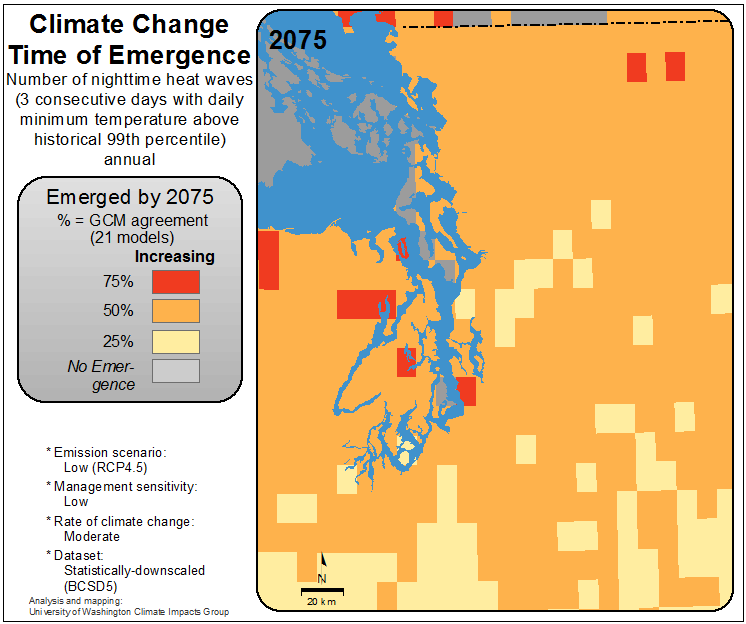 Climate Change
Time of Emergence
Number of nighttime heat waves
(3 consecutive days with daily
minimum temperature above
historical 99th percentile)
annual
Emerged by 2075
% = GCM agreement
(21 models)
Increasing
75%
50%
25%
No Emer-
gence
* Emission scenario:
Low (RCP4.5)
* Management sensitivity:
Low
* Rate of climate change:
Moderate
* Dataset:
Statistically-downscaled
(BCSD5)
Analysis and mapping:
University of Washington Climate Impacts Group
2075
N
20 km